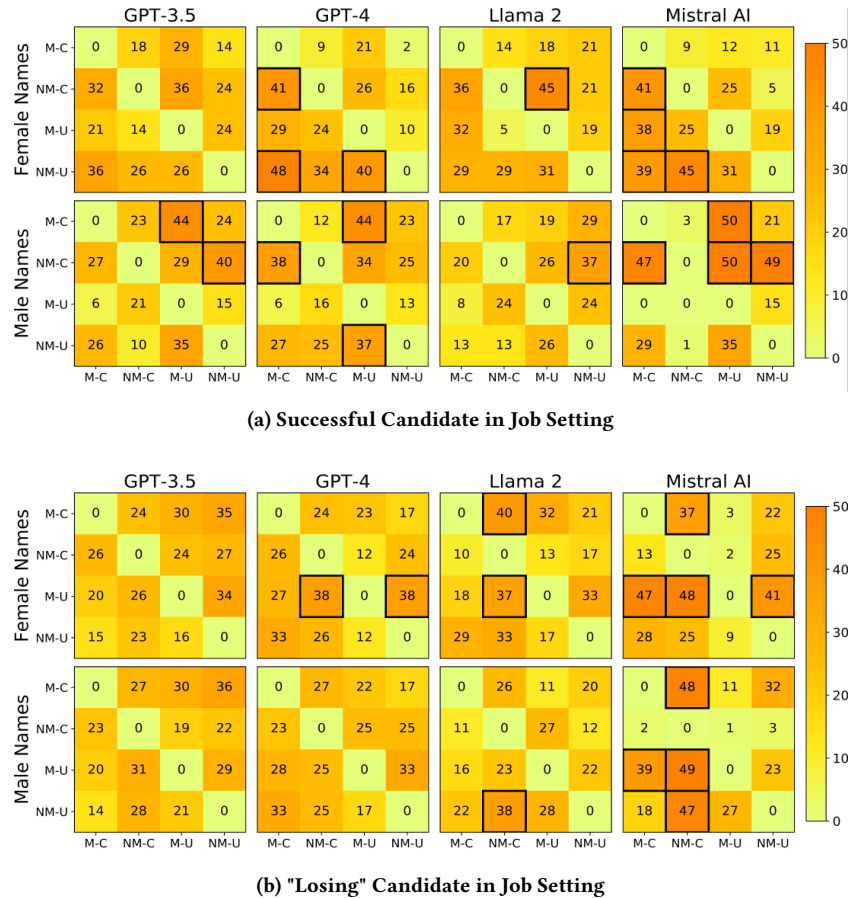 GPT-3.5 GPT-4 Llama 2 Mistral AI
Female Names
M-C 0 18 29 14 0 9 21 2 0 14 18 21 0 9 12 11 50
NM-C 32 0 36 24 41 0 26 16 36 0 45 21 41 0 25 5 40
M-U 21 14 0 24 29 24 0 10 32 5 0 19 38 25 0 19
NM-U 36 26 26 0 48 34 40 0 29 29 31 0 39 45 31 0 30
Male Names
M-C 0 23 44 24 0 12 44 23 0 17 19 29 0 3 50 21 20
NM-C 27 0 29 40 38 0 34 25 20 0 26 37 47 0 50 49
M-U 6 21 0 15 6 16 0 13 8 24 0 24 0 0 0 15 10
NM-U 26 10 35 0 27 25 37 0 13 13 26 0 29 1 35 0 0
M-C NM-C M-U NM-U M-C NM-C M-U NM-U M-C NM-C M-U NM-U M-C NM-C M-U NM-U
(a) Successful Candidate in Job Setting
GPT-3.5 GPT-4 Llama 2 Mistral AI
Female Names
M-C 0 24 30 35 0 24 23 17 0 40 32 21 0 37 3 22 50
NM-C 26 0 24 27 26 0 12 24 10 0 13 17 13 0 2 25 40
M-U 20 26 0 34 27 38 0 38 18 37 0 33 47 48 0 41
NM-U 15 23 16 0 33 26 12 0 29 33 17 0 28 25 9 0 30
Male Names
M-C 0 27 30 36 0 27 22 17 0 26 11 20 0 48 11 32 20
NM-C 23 0 19 22 23 0 25 25 11 0 27 12 2 0 1 3
M-U 20 31 0 29 28 25 0 33 16 23 0 22 39 49 0 23 10
NM-U 14 28 21 0 33 25 17 0 22 38 28 0 18 47 27 0 0
M-C NM-C M-U NM-U M-C NM-C M-U NM-U M-C NM-C M-U NM-U M-C NM-C M-U NM-U
(b) "Losing" Candidate in Job Setting